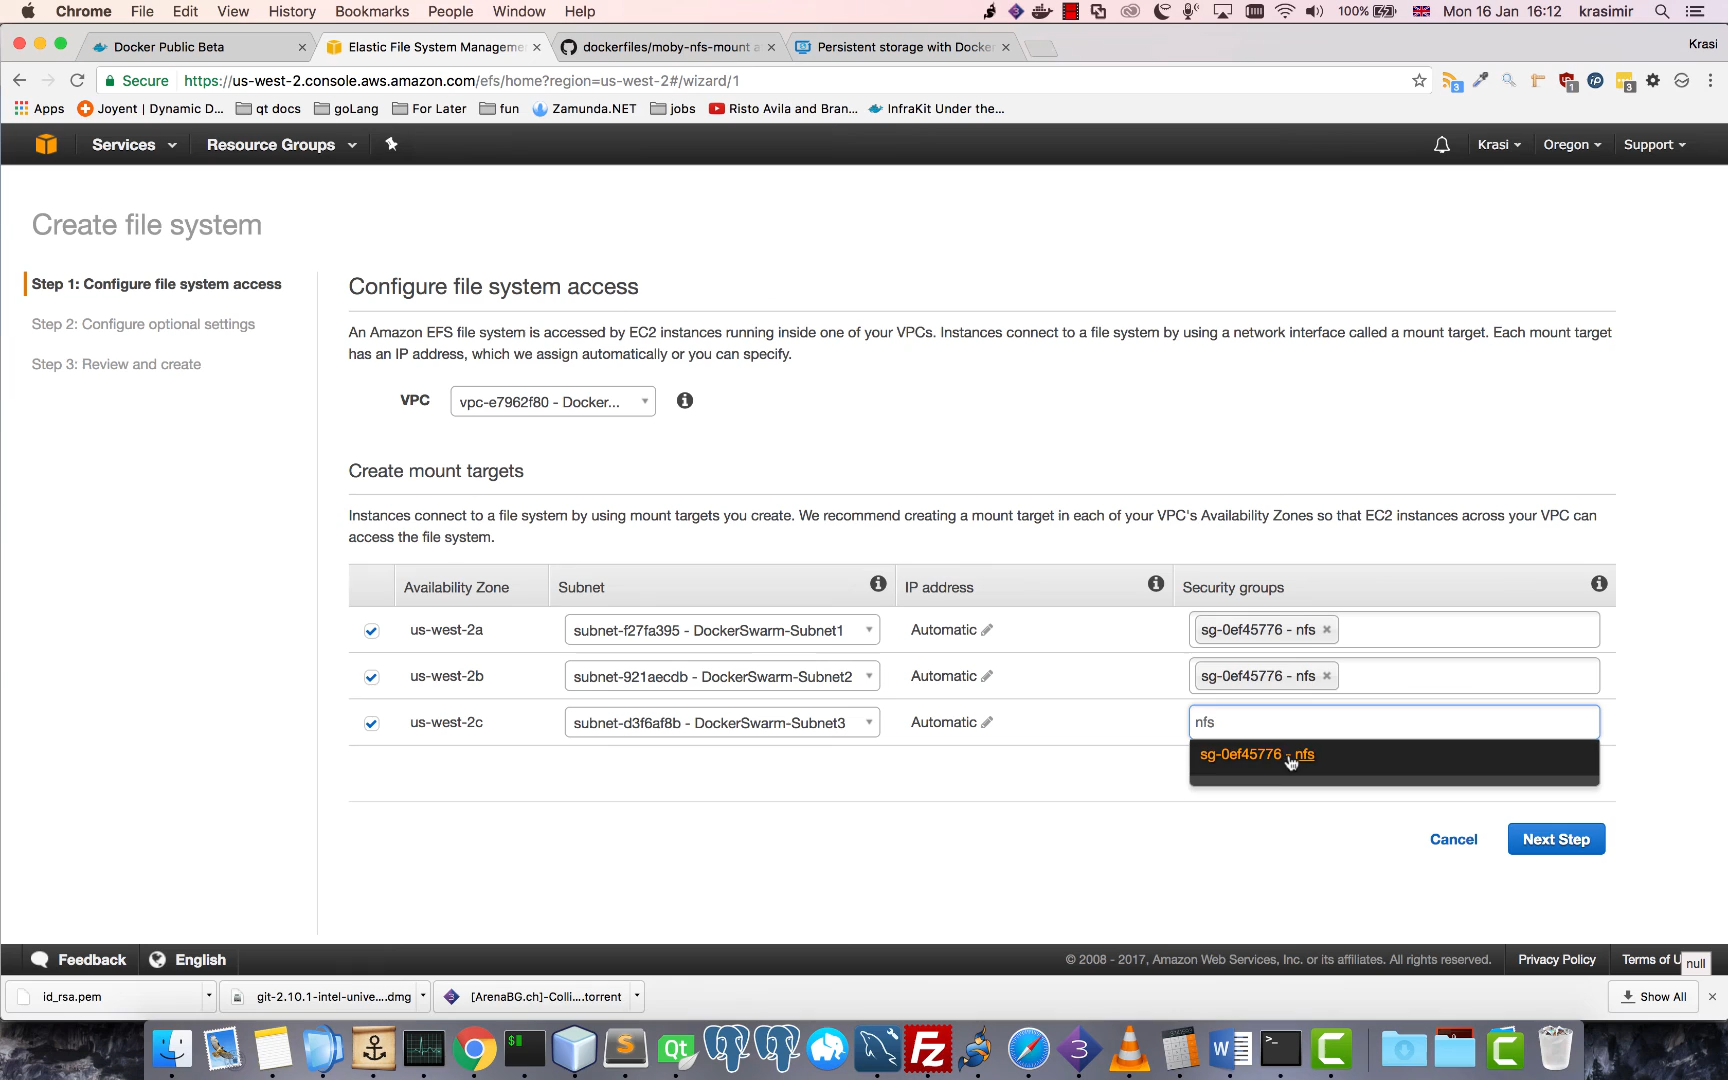 Chrome File Edit View History Bookmarks People Window Help 100% Mon 16 Jan 16:12 krasimir
Docker Public Beta Elastic File System Manageme dockerfiles/moby-nfs-mount a Persistent storage with Docke Krasi
Secure https://us-west-2.console.aws.amazon.com/efs/home?region=us-west-2#/wizard/1
Apps Joyent | Dynamic D... qt docs goLang For Later fun Zamunda.NET jobs Risto Avila and Bran... InfraKit Under the...
Services Resource Groups Krasi Oregon Support
Create file system
Step 1: Configure file system access
Step 2: Configure optional settings
Step 3: Review and create
Configure file system access
An Amazon EFS file system is accessed by EC2 instances running inside one of your VPCs. Instances connect to a file system by using a network interface called a mount target. Each mount target
has an IP address, which we assign automatically or you can specify.
VPC vpc-e7962f80 - Docker...
Create mount targets
Instances connect to a file system by using mount targets you create. We recommend creating a mount target in each of your VPC's Availability Zones so that EC2 instances across your VPC can
access the file system.
Availability Zone Subnet IP address Security groups
us-west-2a subnet-f27fa395 - DockerSwarm-Subnet1 Automatic sg-0ef45776 - nfs
us-west-2b subnet-921aecdb - DockerSwarm-Subnet2 Automatic sg-0ef45776 - nfs
us-west-2c subnet-d3f6af8b - DockerSwarm-Subnet3 Automatic nfs
sg-0ef45776 - nfs
Cancel Next Step
Feedback English © 2008 - 2017, Amazon Web Services, Inc. or its affiliates. All rights reserved. Privacy Policy Terms of U
null
id_rsa.pem git-2.10.1-intel-unive....dmg [ArenaBG.ch]-Colli....torrent Show All